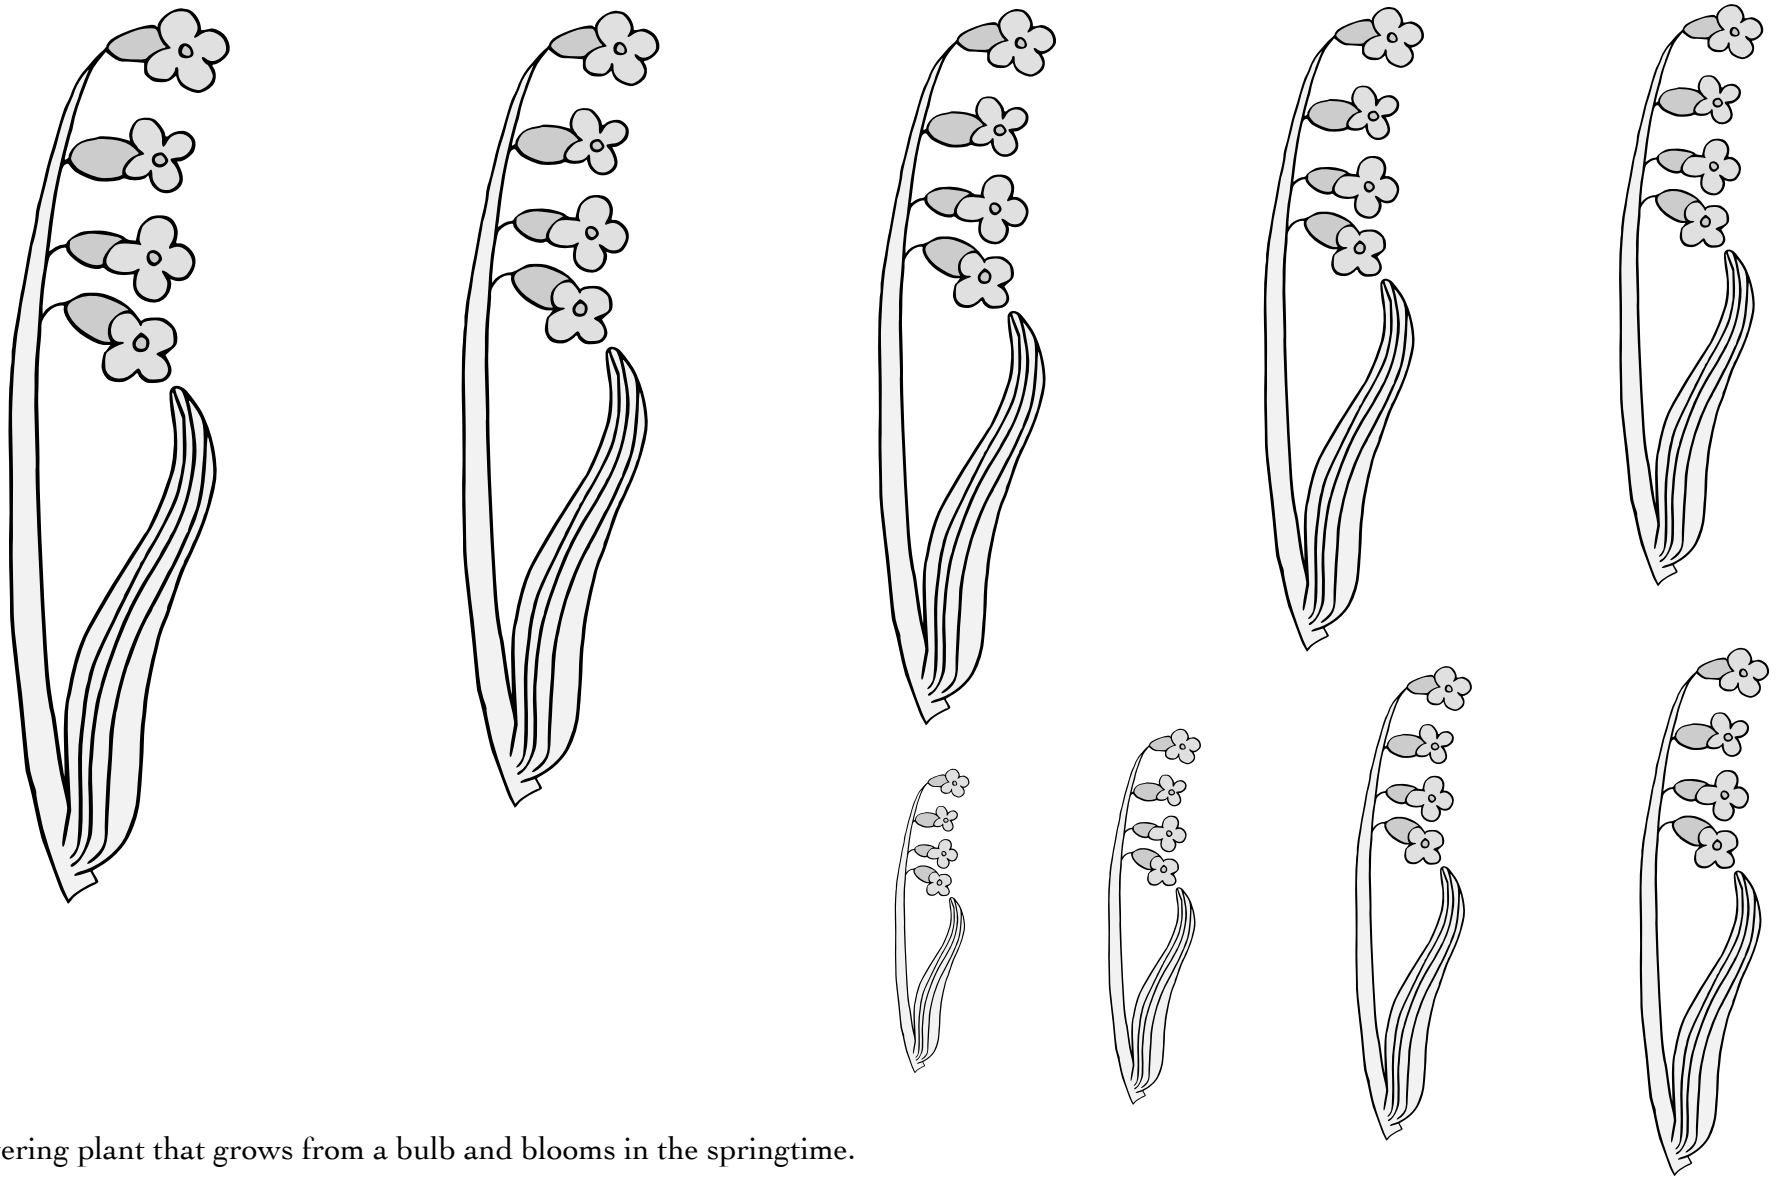 ering plant that grows from a bulb and blooms in the springtime.